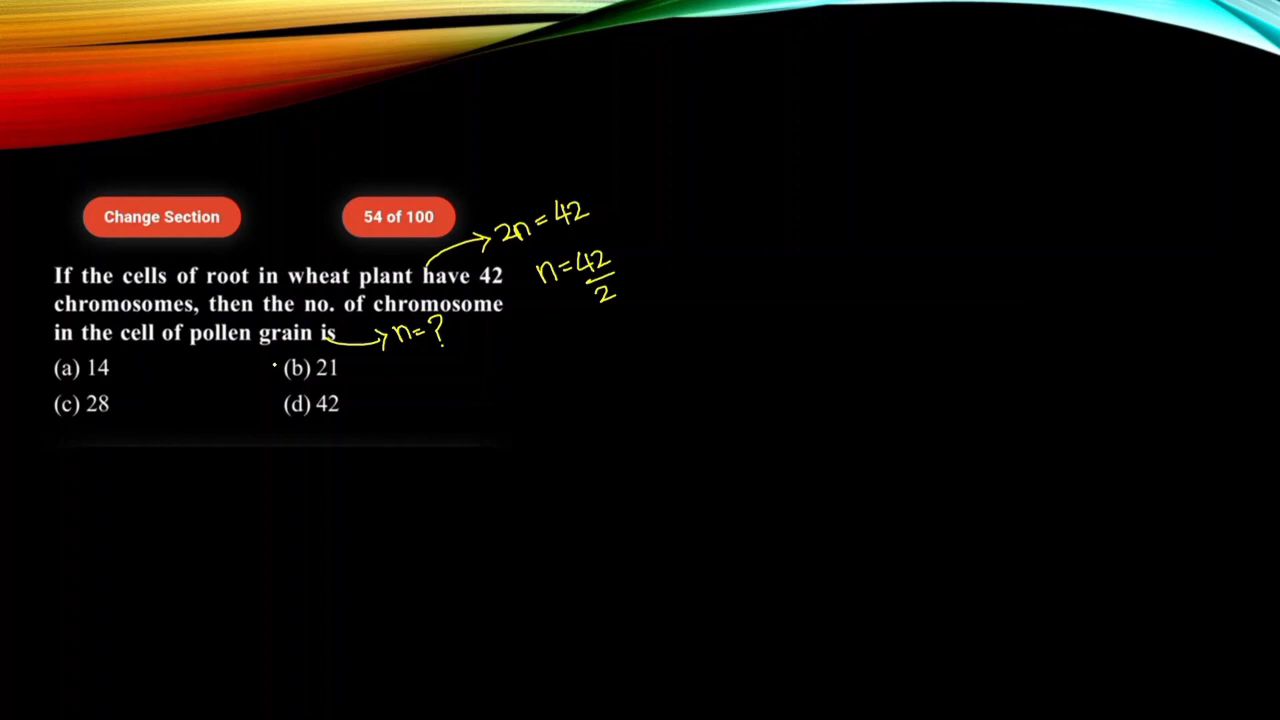 Change Section
54 of 100
2n = 42
If the cells of root in wheat plant have 42
n = 42/2
chromosomes, then the no. of chromosome
in the cell of pollen grain is
n = ?
(a) 14
(b) 21
(c) 28
(d) 42